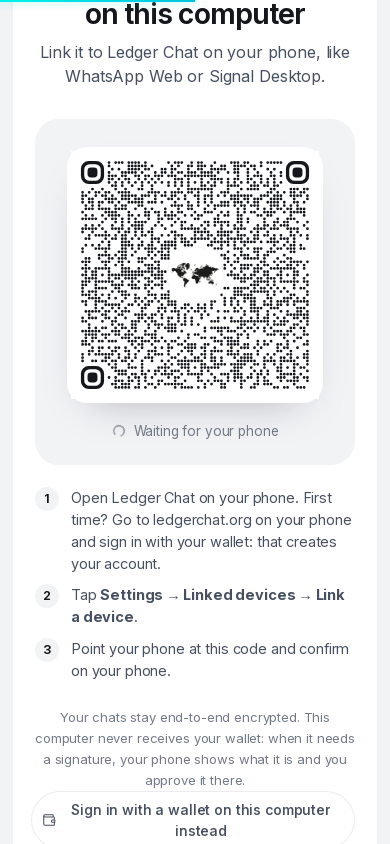 on this computer
Link it to Ledger Chat on your phone, like
WhatsApp Web or Signal Desktop.
Waiting for your phone
1 Open Ledger Chat on your phone. First
time? Go to ledgerchat.org on your phone
and sign in with your wallet: that creates
your account.
2 Tap Settings → Linked devices → Link
a device.
3 Point your phone at this code and confirm
on your phone.
Your chats stay end-to-end encrypted. This
computer never receives your wallet: when it needs
a signature, your phone shows what it is and you
approve it there.
Sign in with a wallet on this computer
instead